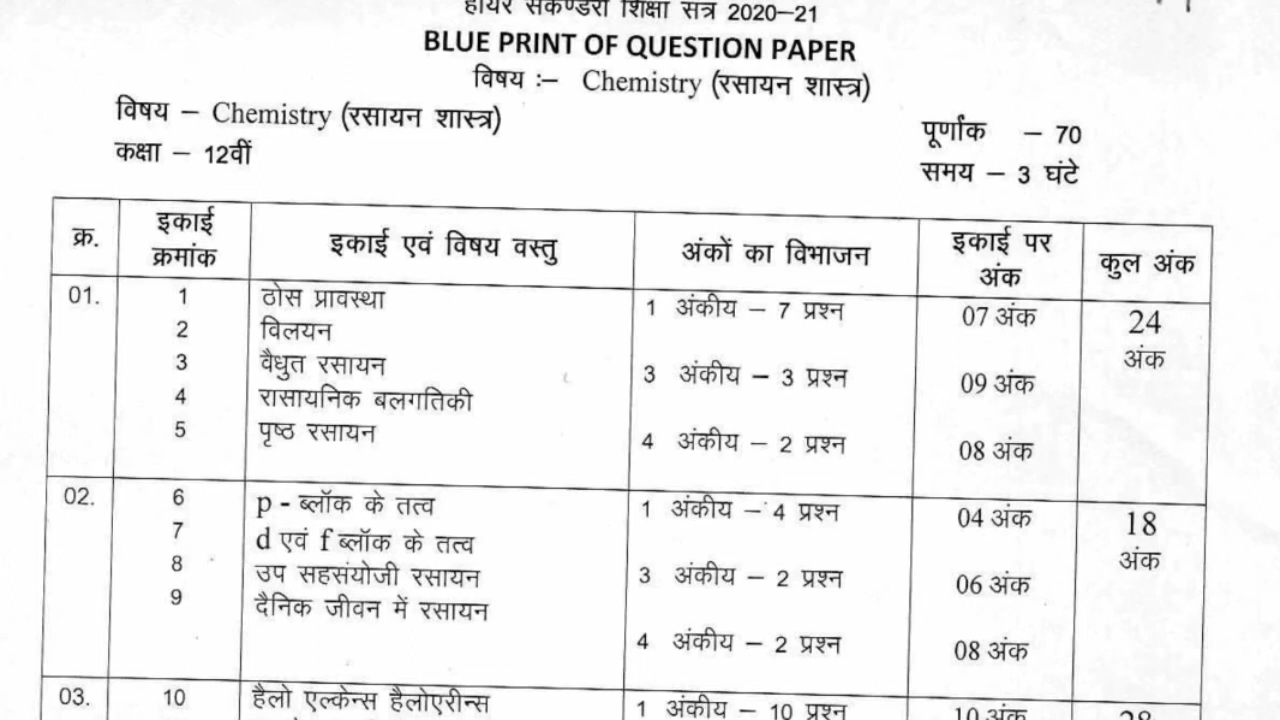 हायर सेकेण्डरी शिक्षा सत्र 2020–21
BLUE PRINT OF QUESTION PAPER
विषय :– Chemistry (रसायन शास्त्र)
विषय – Chemistry (रसायन शास्त्र)
पूर्णांक – 70
कक्षा – 12वीं
समय – 3 घंटे
क्र. इकाई क्रमांक इकाई एवं विषय वस्तु अंकों का विभाजन इकाई पर अंक कुल अंक
01. 1 ठोस प्रावस्था 1 अंकीय – 7 प्रश्न 07 अंक 24
2 विलयन अंक
3 वैधुत रसायन 3 अंकीय – 3 प्रश्न 09 अंक
4 रासायनिक बलगतिकी
5 पृष्ठ रसायन 4 अंकीय – 2 प्रश्न 08 अंक
02. 6 p - ब्लॉक के तत्व 1 अंकीय – 4 प्रश्न 04 अंक 18
7 d एवं f ब्लॉक के तत्व अंक
8 उप सहसंयोजी रसायन 3 अंकीय – 2 प्रश्न 06 अंक
9 दैनिक जीवन में रसायन
4 अंकीय – 2 प्रश्न 08 अंक
03. 10 हैलो एल्केन्स हैलोएरीन्स 1 अंकीय – 10 प्रश्न 10 अंक 28